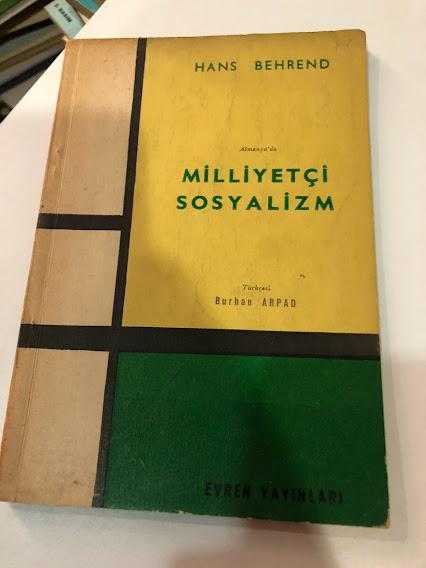 HANS BEHREND
Almanya'da
MİLLİYETÇİ
SOSYALİZM
Türkçesi
Burhan ARPAD
EVREN YAYINLARI